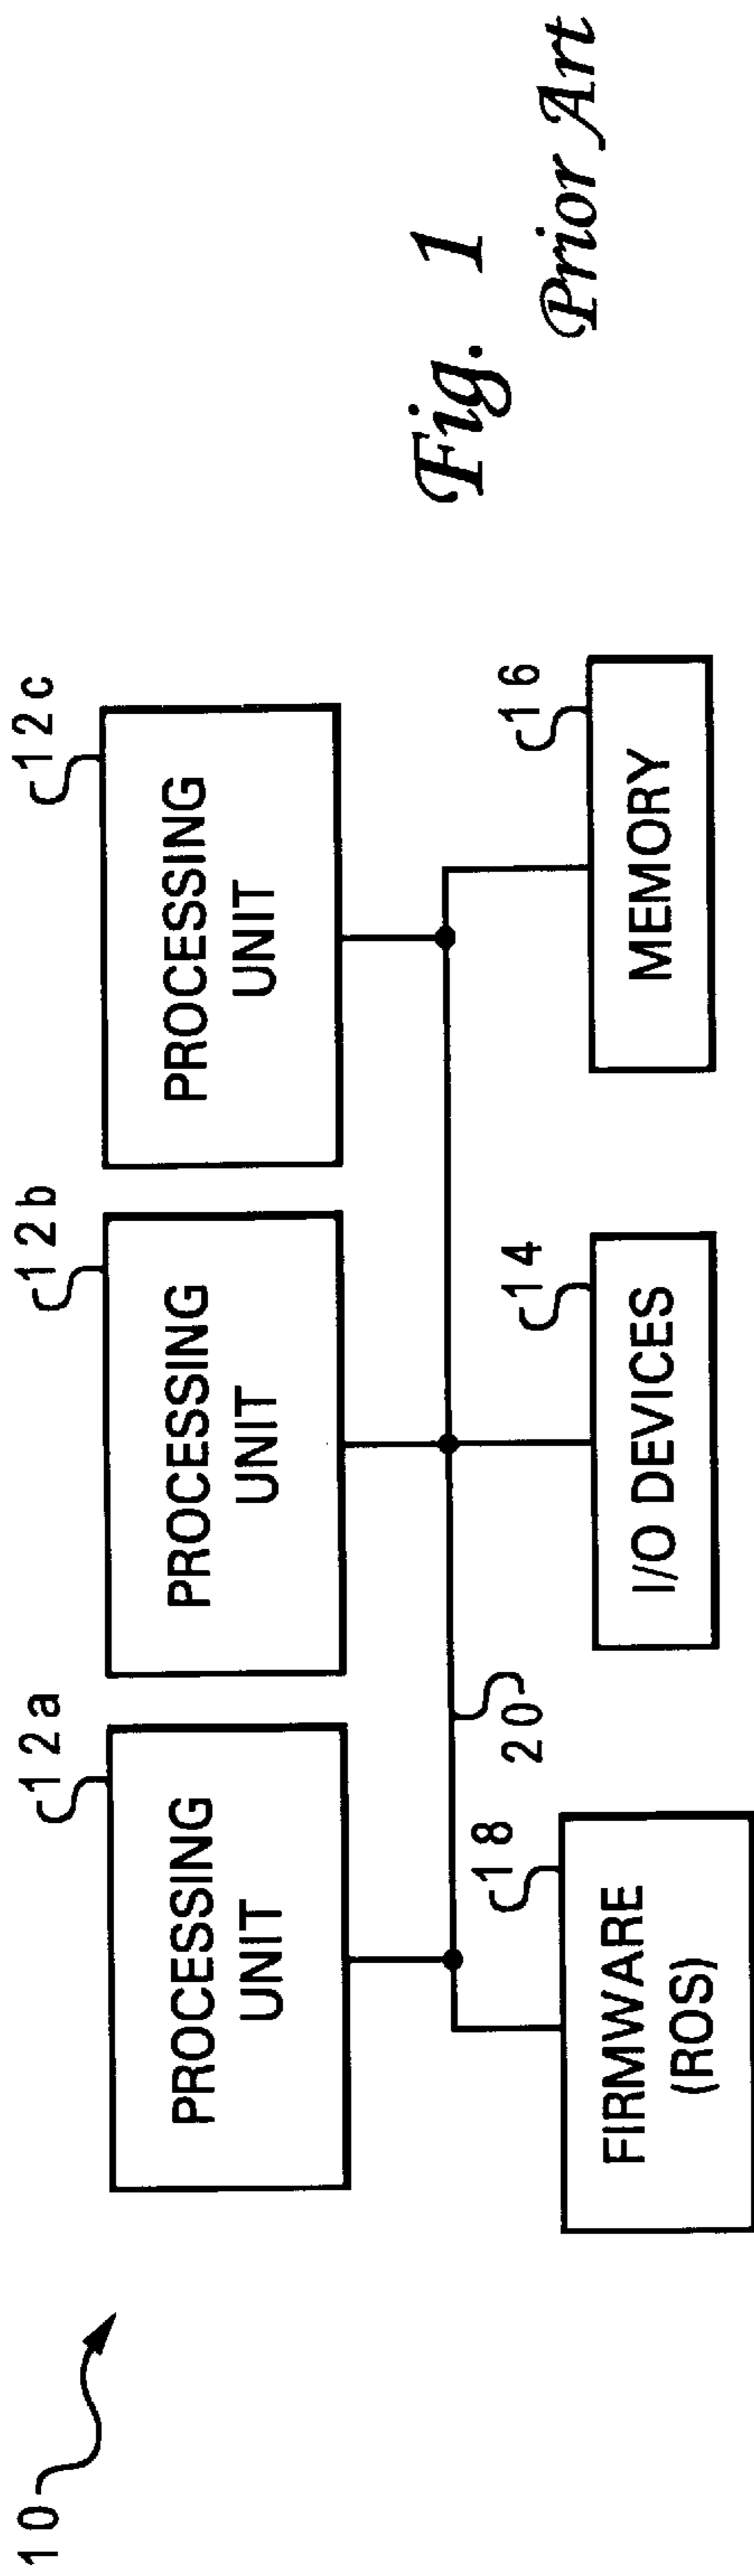 10
12a
12b
12c
PROCESSING
UNIT
PROCESSING
UNIT
PROCESSING
UNIT
18
20
14
16
FIRMWARE
(ROS)
I/O DEVICES
MEMORY
Fig. 1
Prior Art